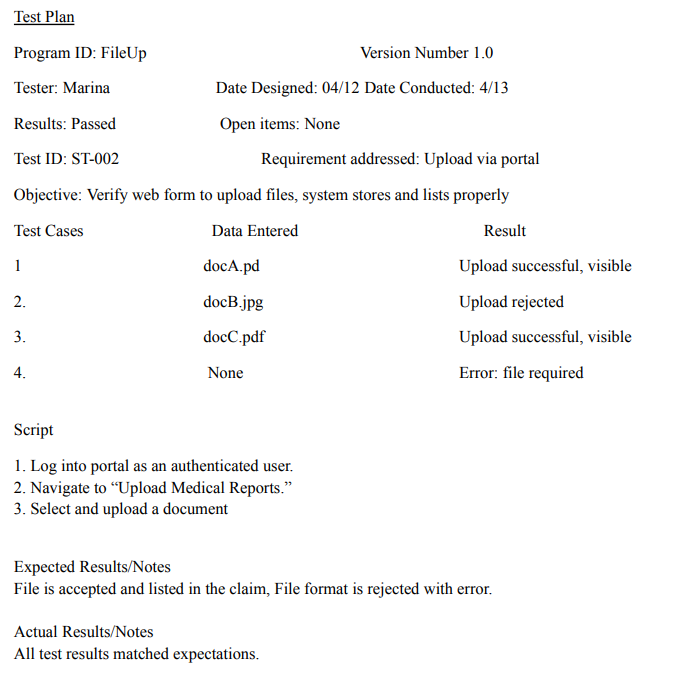 Test Plan
Program ID: FileUp Version Number 1.0
Tester: Marina Date Designed: 04/12 Date Conducted: 4/13
Results: Passed Open items: None
Test ID: ST-002 Requirement addressed: Upload via portal
Objective: Verify web form to upload files, system stores and lists properly
Test Cases Data Entered Result
1 docA.pd Upload successful, visible
2. docB.jpg Upload rejected
3. docC.pdf Upload successful, visible
4. None Error: file required
Script
1. Log into portal as an authenticated user.
2. Navigate to “Upload Medical Reports.”
3. Select and upload a document
Expected Results/Notes
File is accepted and listed in the claim, File format is rejected with error.
Actual Results/Notes
All test results matched expectations.